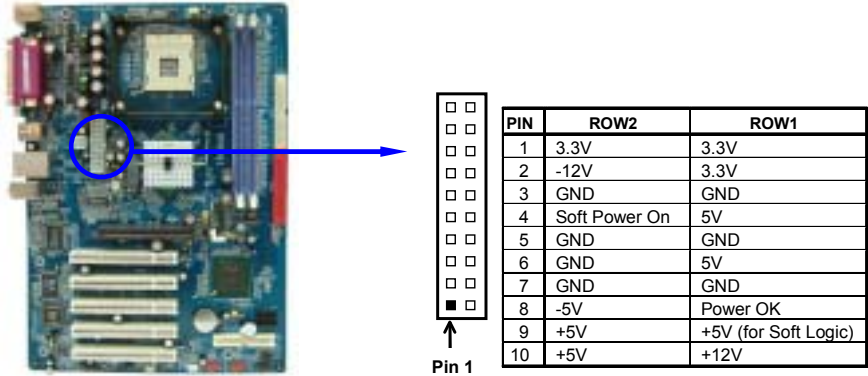 PIN ROW2 ROW1
1 3.3V 3.3V
2 -12V 3.3V
3 GND GND
4 Soft Power On 5V
5 GND GND
6 GND 5V
7 GND GND
8 -5V Power OK
9 +5V +5V (for Soft Logic)
10 +5V +12V
Pin 1